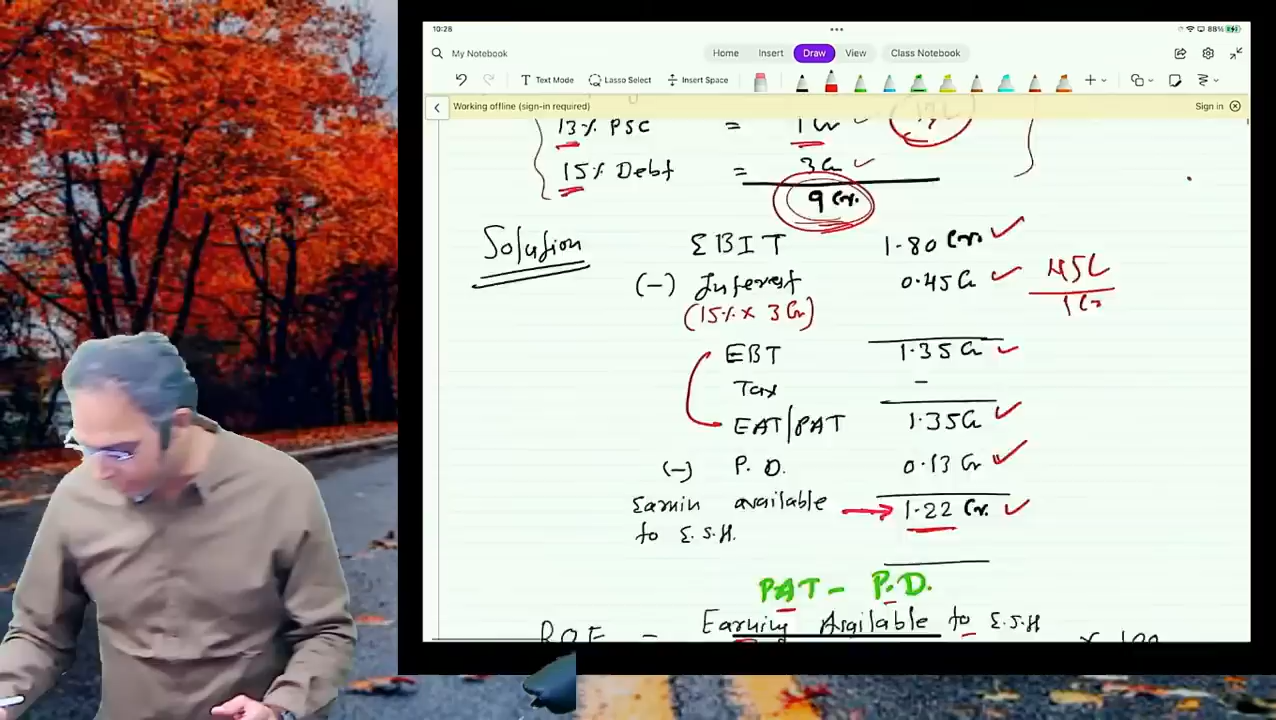 10:28
88%
My Notebook
Home Insert Draw View Class Notebook
Text Mode Lasso Select Insert Space
Working offline (sign-in required) Sign in
13% PSC = 1 Cr
15% Debt = 3 Cr
9 Cr.
Solution EBIT 1.80 Cr
(-) Interest 0.45 Cr 45L
(15% x 3 Cr) 1 Cr
EBT 1.35 Cr
Tax -
EAT/PAT 1.35 Cr
(-) P.D. 0.13 Cr
Earnin available 1.22 Cr.
to E.S.H.
PAT - P.D.
ROE = Earning Available to E.S.H x 100